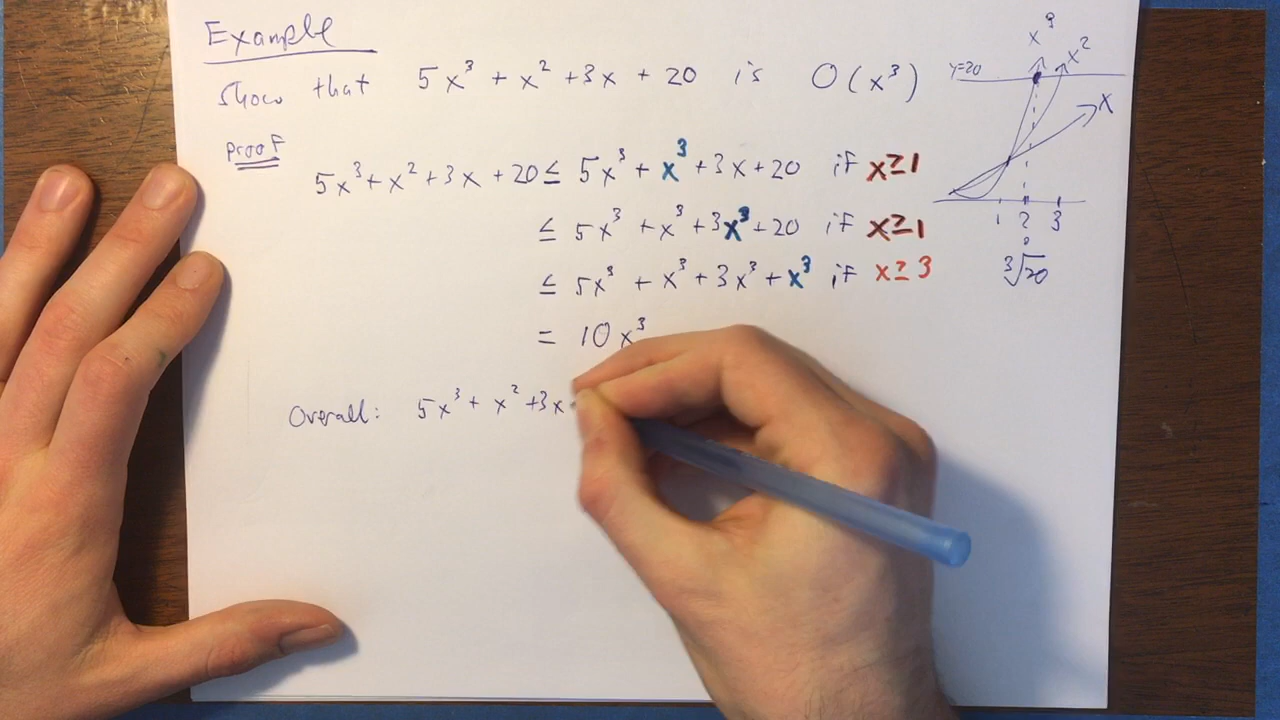 Example
Show that 5x³ + x² + 3x + 20 is O(x³)
Proof
5x³ + x² + 3x + 20 ≤ 5x³ + x³ + 3x + 20 if x ≥ 1
≤ 5x³ + x³ + 3x³ + 20 if x ≥ 1
≤ 5x³ + x³ + 3x³ + x³ if x ≥ 3
= 10x³
Overall: 5x³ + x² + 3x
x³
x²
y=20
x
1 2 3
∛20